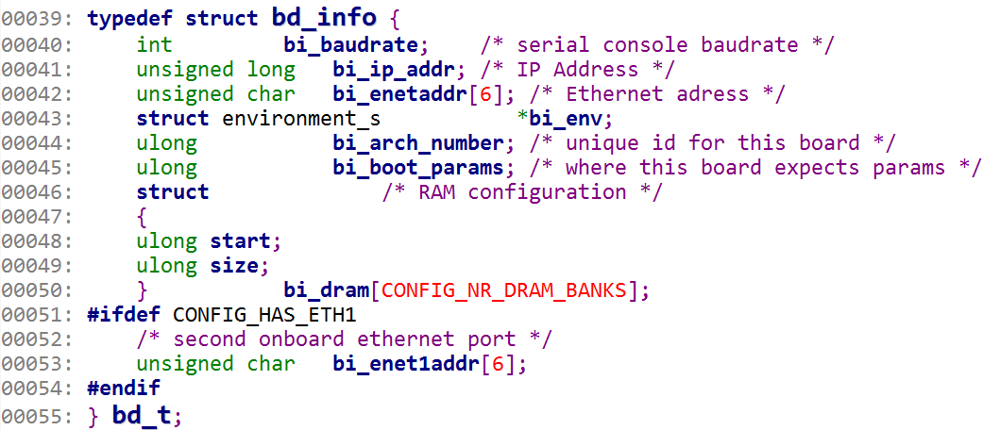 00039: typedef struct bd_info {
00040:     int         bi_baudrate;    /* serial console baudrate */
00041:     unsigned long   bi_ip_addr; /* IP Address */
00042:     unsigned char   bi_enetaddr[6]; /* Ethernet adress */
00043:     struct environment_s           *bi_env;
00044:     ulong           bi_arch_number; /* unique id for this board */
00045:     ulong           bi_boot_params; /* where this board expects params */
00046:     struct              /* RAM configuration */
00047:     {
00048:     ulong start;
00049:     ulong size;
00050:     }           bi_dram[CONFIG_NR_DRAM_BANKS];
00051: #ifdef CONFIG_HAS_ETH1
00052:     /* second onboard ethernet port */
00053:     unsigned char   bi_enet1addr[6];
00054: #endif
00055: } bd_t;